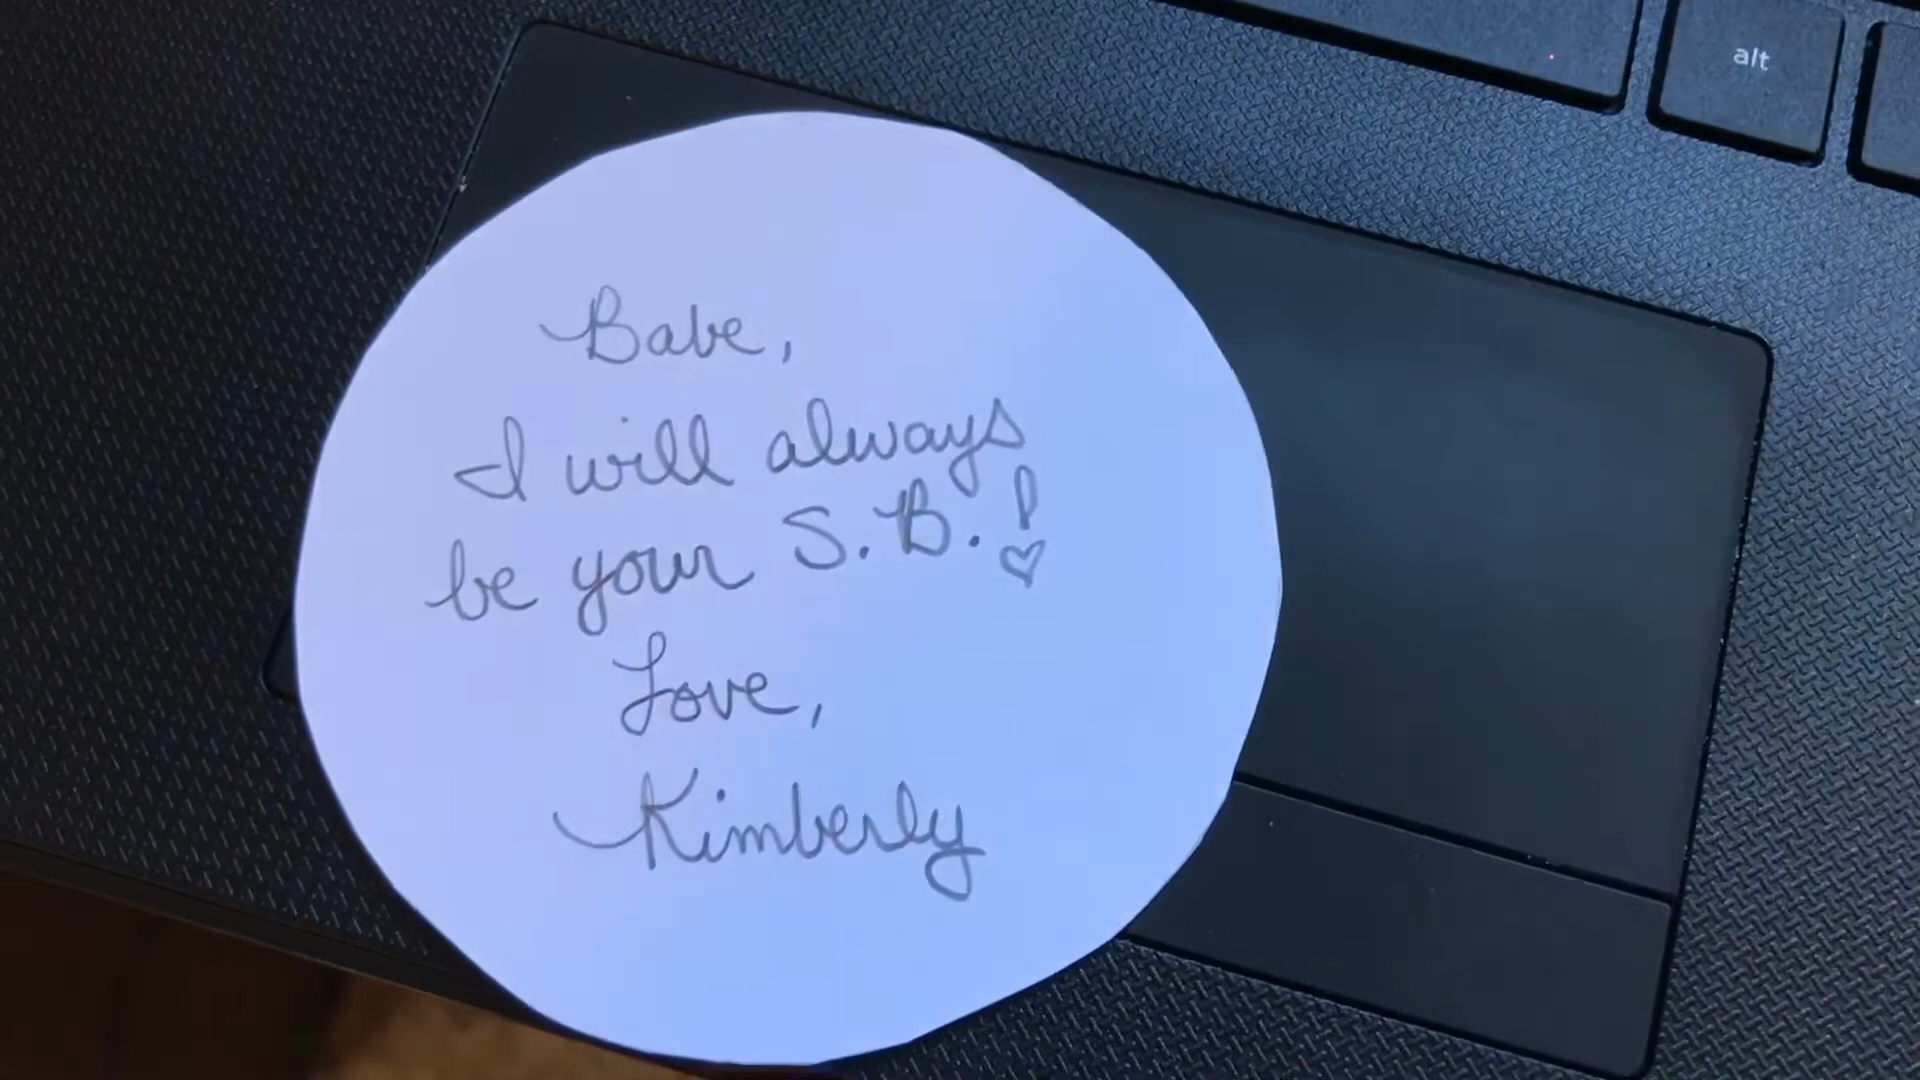 alt
Babe,
I will always
be your S.B.!
Love,
Kimberly